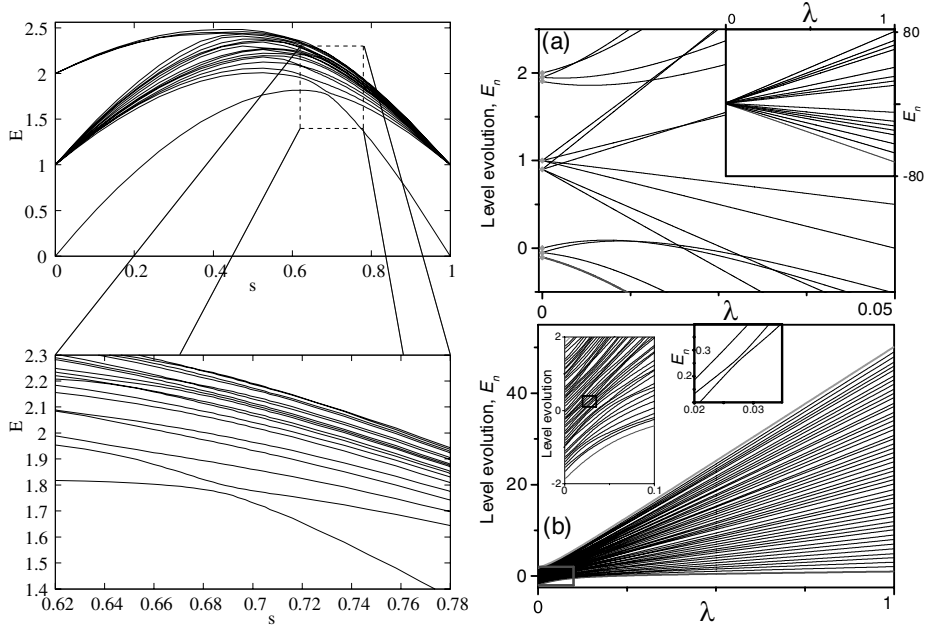 2.5
2
1.5
1
0.5
0
E
0 0.2 0.4 0.6 0.8 1
s
2.3
2.2
2.1
2
1.9
1.8
1.7
1.6
1.5
1.4
E
0.62 0.64 0.66 0.68 0.7 0.72 0.74 0.76 0.78
s
(a)
Level evolution, Eₙ
2
1
0
0 λ 0.05
0 λ 1
80
Eₙ
-80
(b)
Level evolution, Eₙ
40
20
0
0 λ 1
Level evolution
2
0
-2
0 0.1
Eₙ
0.3
0.2
0.02 0.03